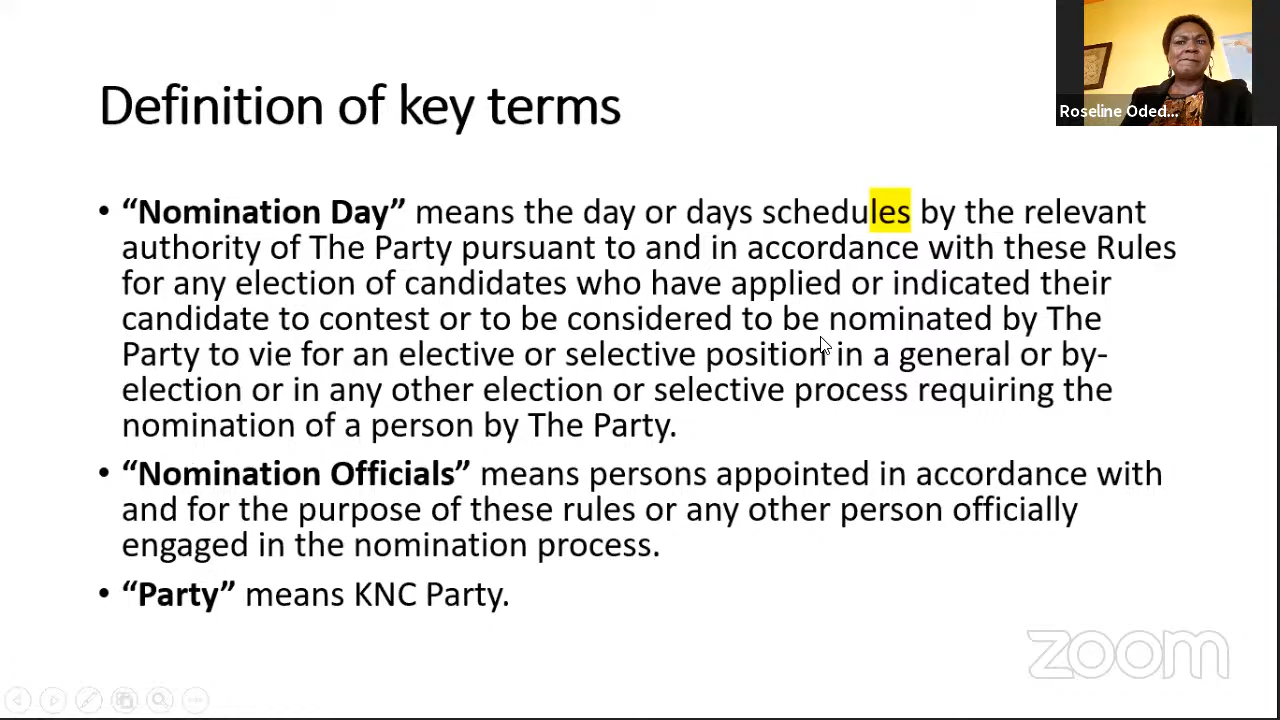 Definition of key terms
Roseline Oded...
• “Nomination Day” means the day or days schedules by the relevant
authority of The Party pursuant to and in accordance with these Rules
for any election of candidates who have applied or indicated their
candidate to contest or to be considered to be nominated by The
Party to vie for an elective or selective position in a general or by-
election or in any other election or selective process requiring the
nomination of a person by The Party.
• “Nomination Officials” means persons appointed in accordance with
and for the purpose of these rules or any other person officially
engaged in the nomination process.
• “Party” means KNC Party.
zoom